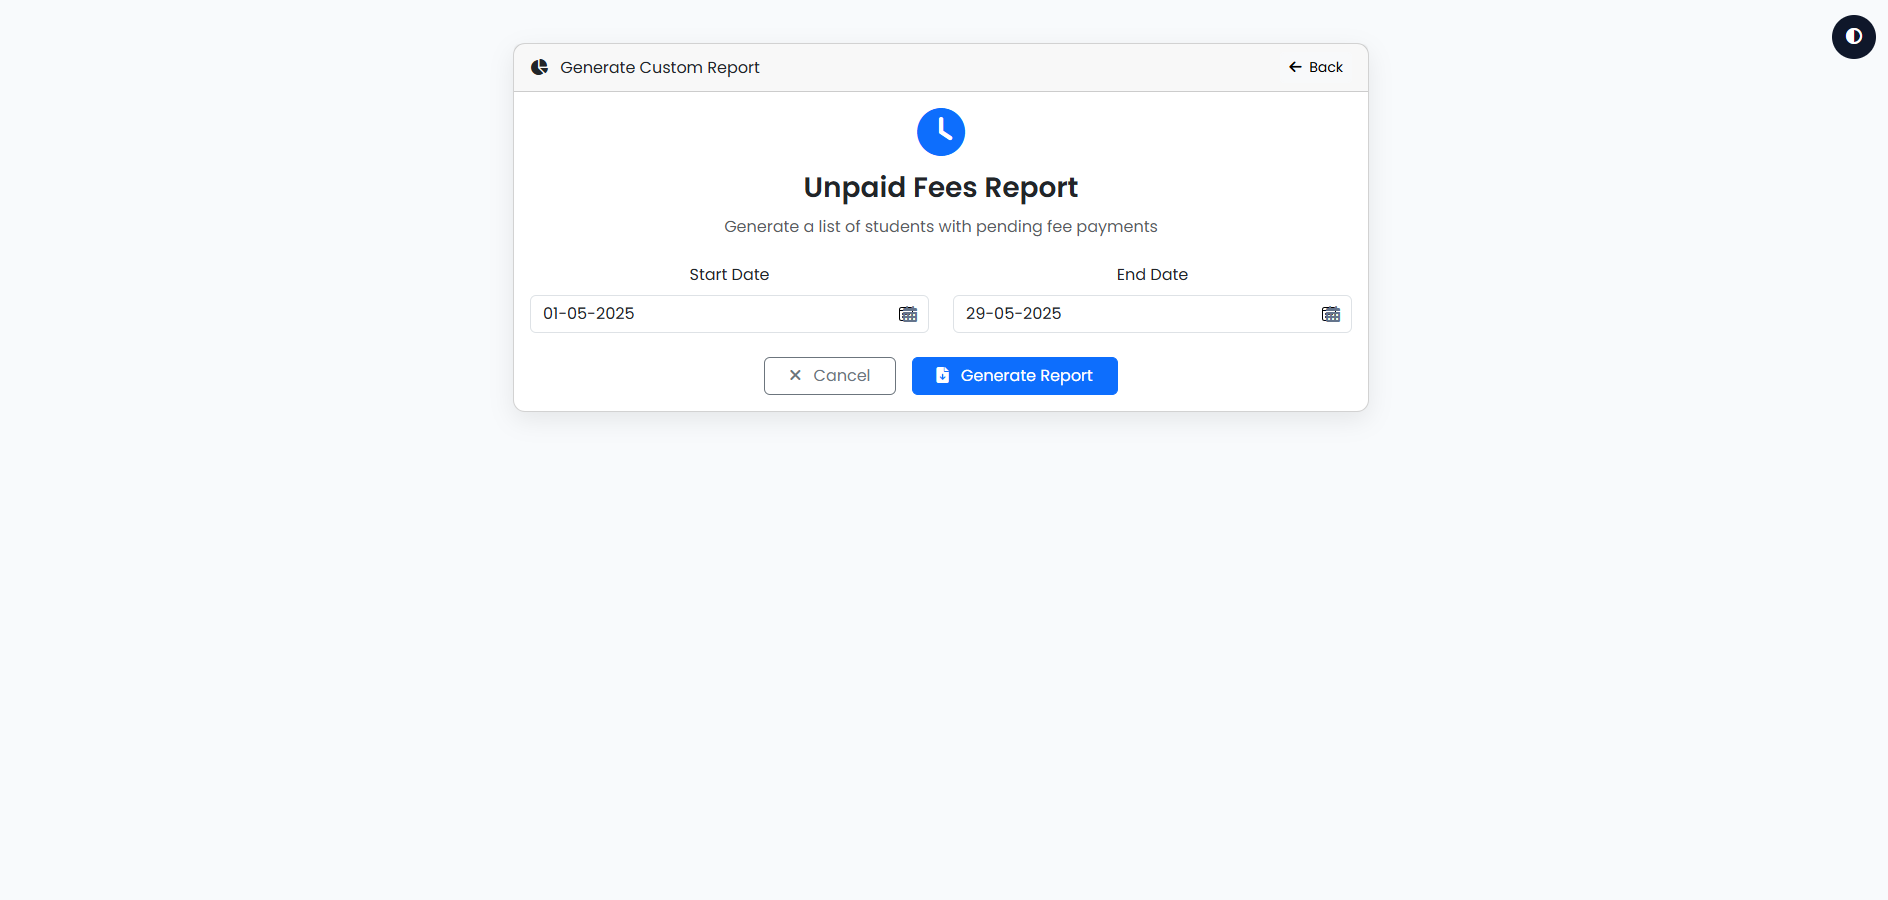 Generate Custom Report
Back
Unpaid Fees Report
Generate a list of students with pending fee payments
Start Date
End Date
01-05-2025
29-05-2025
Cancel
Generate Report